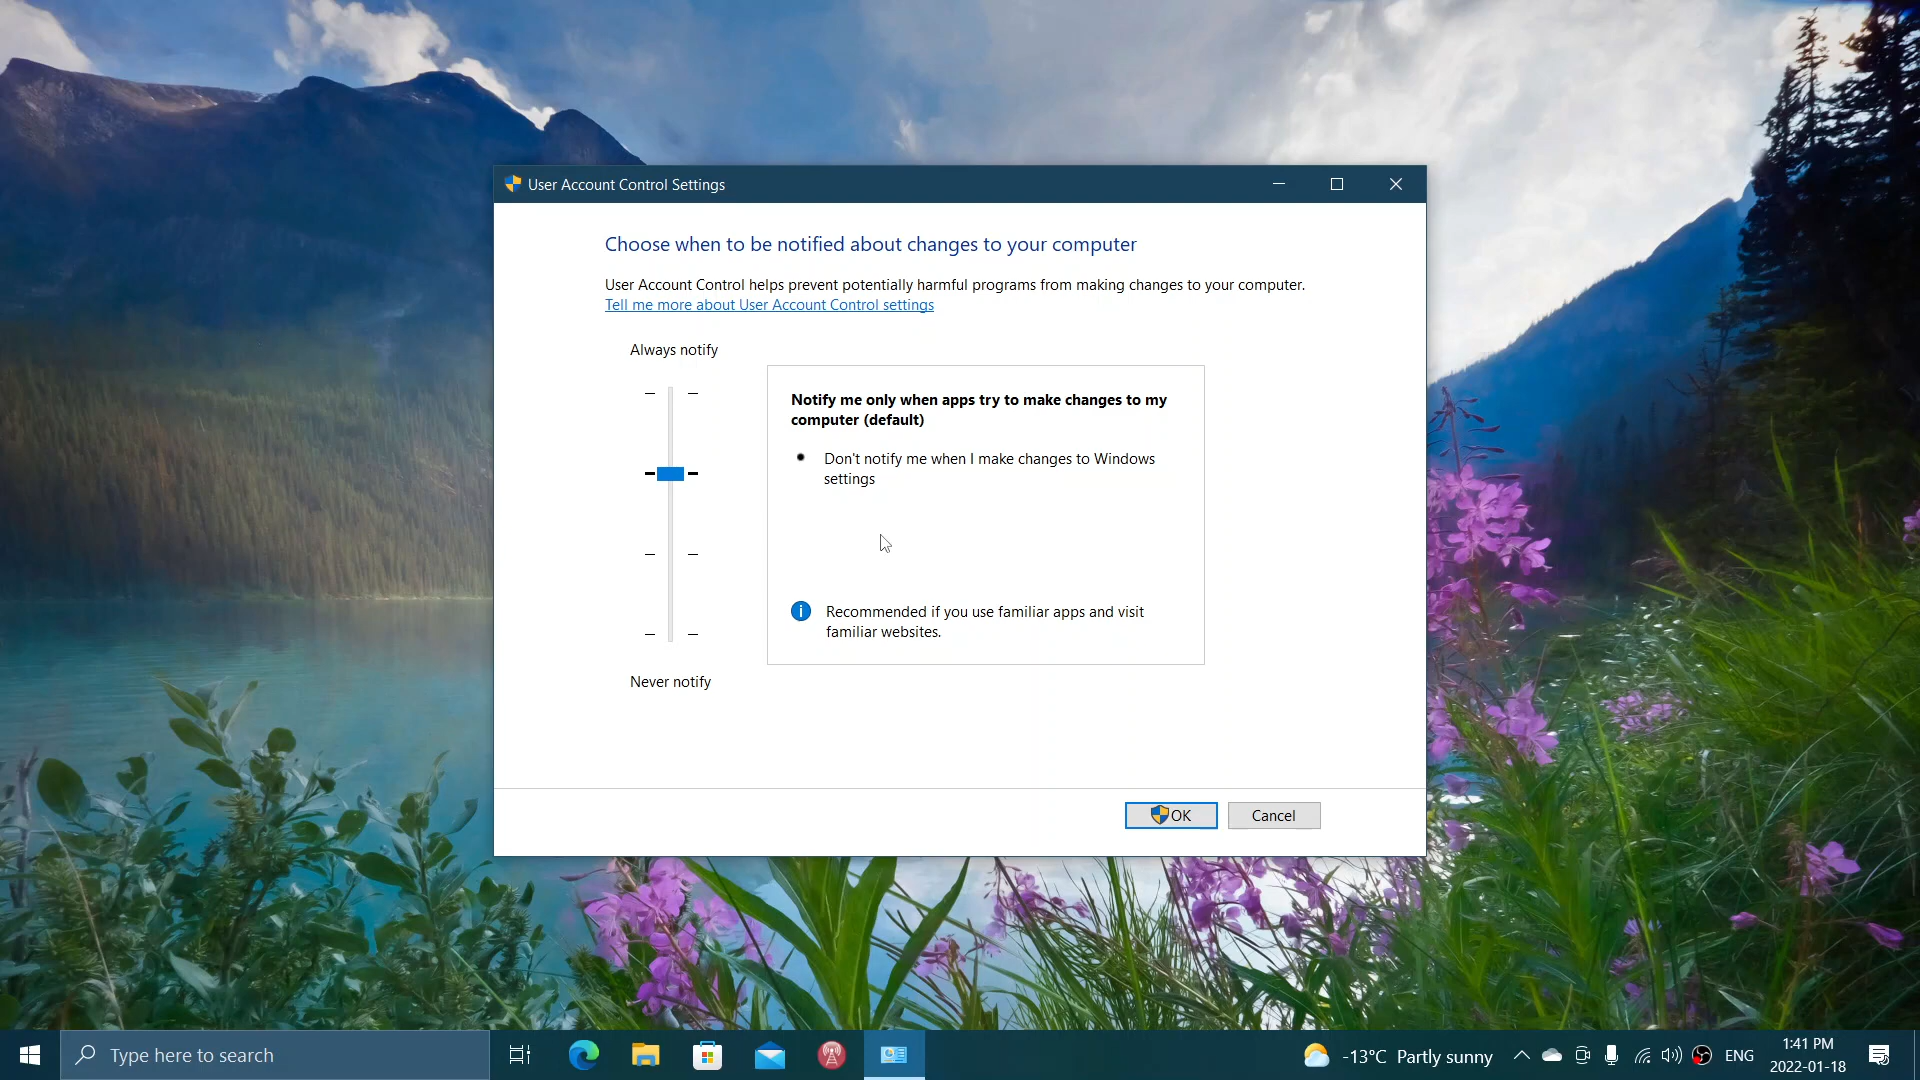 User Account Control Settings
Choose when to be notified about changes to your computer
User Account Control helps prevent potentially harmful programs from making changes to your computer.
Tell me more about User Account Control settings
Always notify
Notify me only when apps try to make changes to my
computer (default)
Don't notify me when I make changes to Windows
settings
Recommended if you use familiar apps and visit
familiar websites.
Never notify
OK
Cancel
Type here to search
-13°C Partly sunny
ENG
1:41 PM
2022-01-18